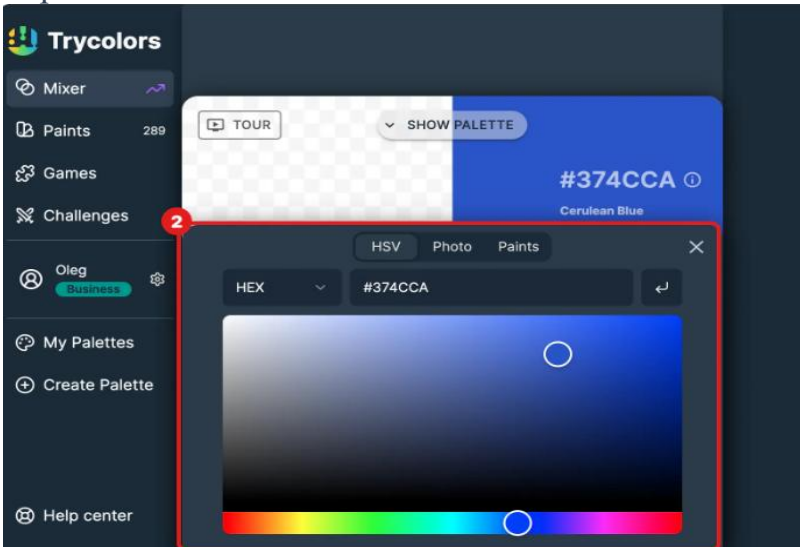 Trycolors
Mixer
Paints 289
Games
Challenges
Oleg
Business
My Palettes
Create Palette
Help center
TOUR
SHOW PALETTE
#374CCA
Cerulean Blue
2
HSV Photo Paints
HEX #374CCA